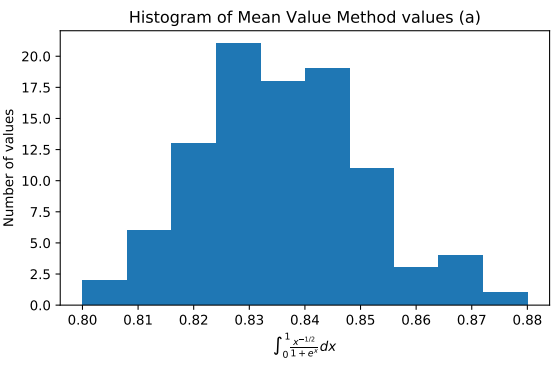 Histogram of Mean Value Method values (a)
Number of values
20.0
17.5
15.0
12.5
10.0
7.5
5.0
2.5
0.0
0.80 0.81 0.82 0.83 0.84 0.85 0.86 0.87 0.88
∫₀¹ x⁻¹/² / 1 + eˣ dx